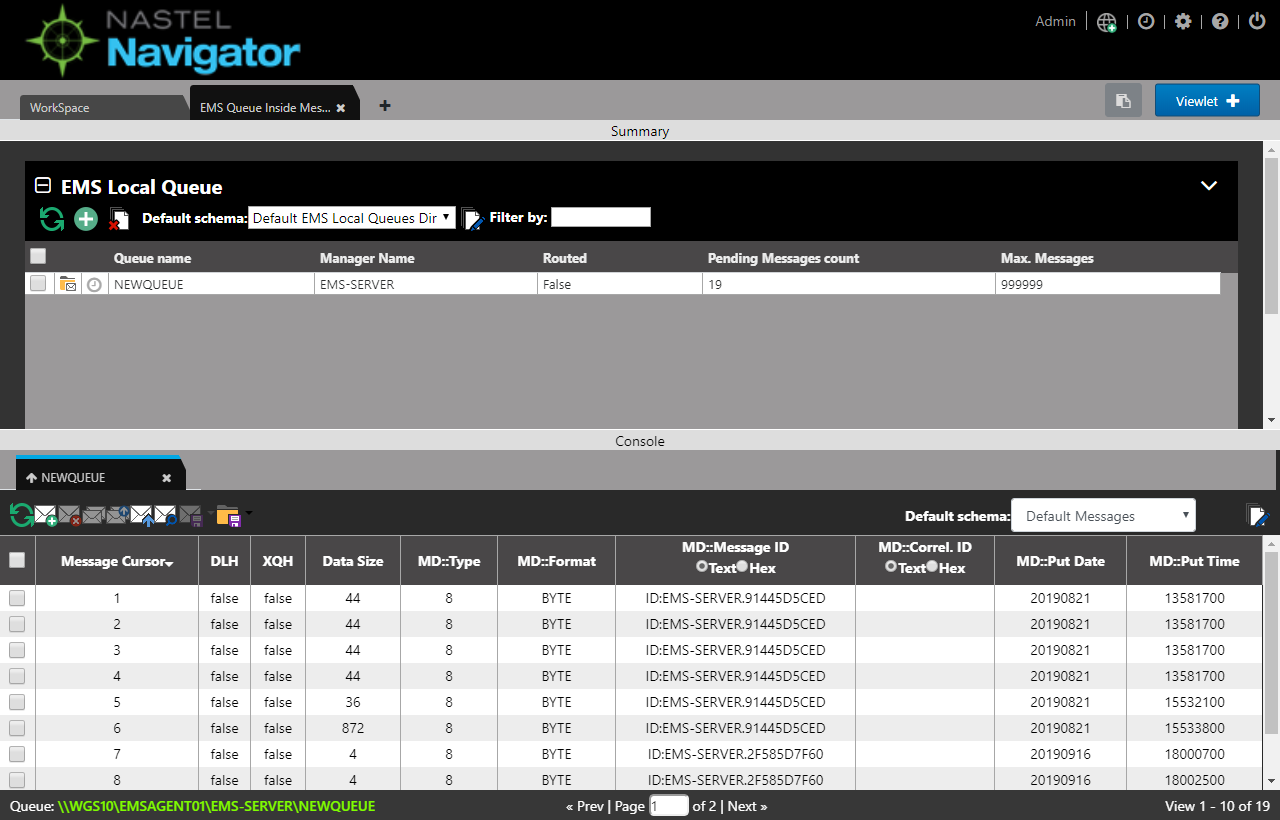 NASTEL
Navigator
Admin
WorkSpace
EMS Queue Inside Mes...
Viewlet
Summary
EMS Local Queue
Default schema: Default EMS Local Queues Dir Filter by:
Queue name Manager Name Routed Pending Messages count Max. Messages
NEWQUEUE EMS-SERVER False 19 999999
Console
NEWQUEUE
Default schema: Default Messages
Message Cursor DLH XQH Data Size MD::Type MD::Format MD::Message ID Text Hex MD::Correl. ID Text Hex MD::Put Date MD::Put Time
1 false false 44 8 BYTE ID:EMS-SERVER.91445D5CED 20190821 13581700
2 false false 44 8 BYTE ID:EMS-SERVER.91445D5CED 20190821 13581700
3 false false 44 8 BYTE ID:EMS-SERVER.91445D5CED 20190821 13581700
4 false false 44 8 BYTE ID:EMS-SERVER.91445D5CED 20190821 13581700
5 false false 36 8 BYTE ID:EMS-SERVER.91445D5CED 20190821 15532100
6 false false 872 8 BYTE ID:EMS-SERVER.91445D5CED 20190821 15533800
7 false false 4 8 BYTE ID:EMS-SERVER.2F585D7F60 20190916 18000700
8 false false 4 8 BYTE ID:EMS-SERVER.2F585D7F60 20190916 18002500
Queue: \\WGS10\EMSAGENT01\EMS-SERVER\NEWQUEUE « Prev | Page 1 of 2 | Next » View 1 - 10 of 19